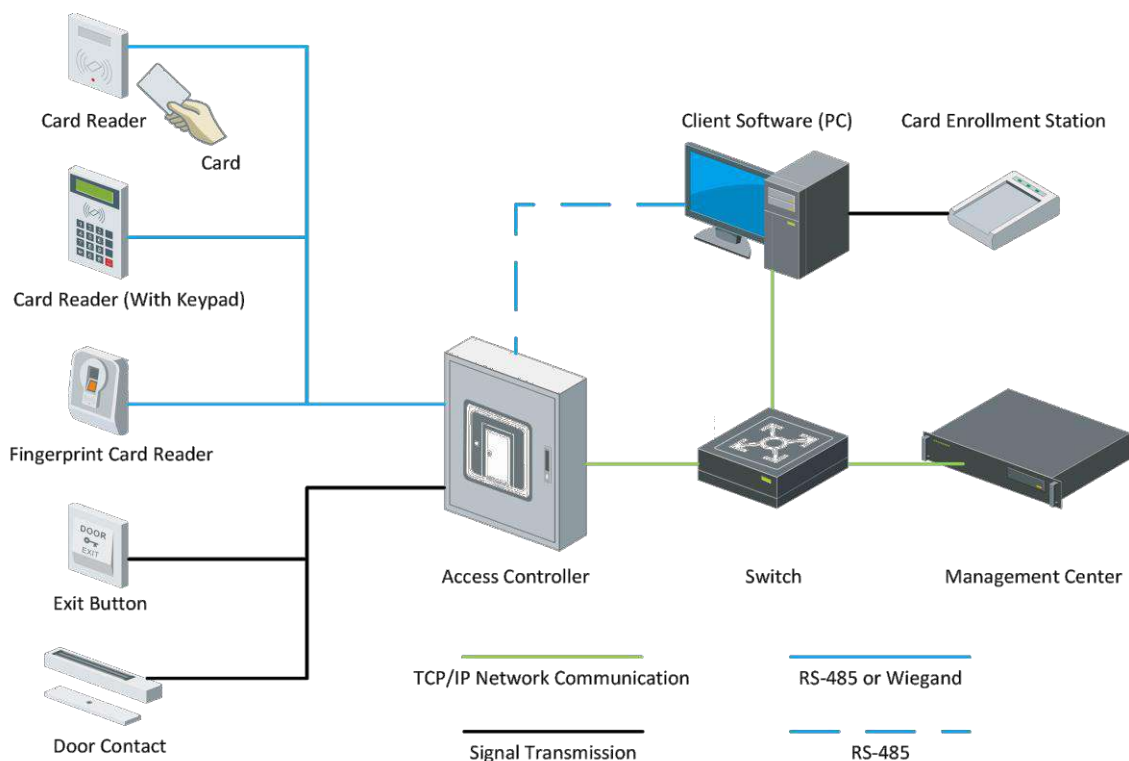 Card Reader
Card
Client Software (PC)
Card Enrollment Station
Card Reader (With Keypad)
Fingerprint Card Reader
DOOR
EXIT
Exit Button
Access Controller
Switch
Management Center
TCP/IP Network Communication
RS-485 or Wiegand
Door Contact
Signal Transmission
RS-485